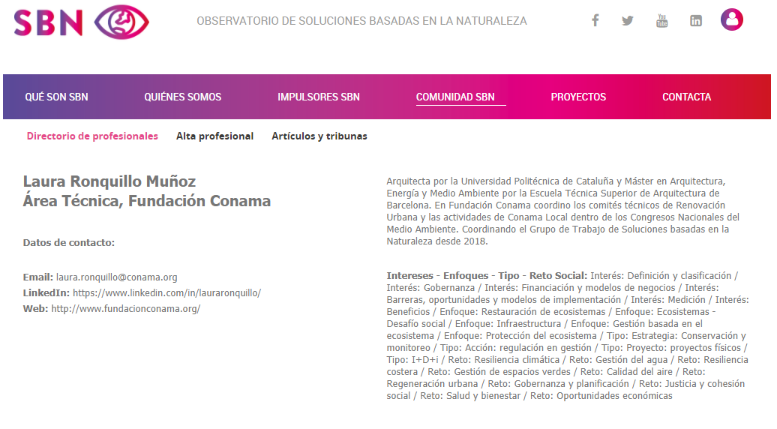 SBN
OBSERVATORIO DE SOLUCIONES BASADAS EN LA NATURALEZA
QUÉ SON SBN
QUIÉNES SOMOS
IMPULSORES SBN
COMUNIDAD SBN
PROYECTOS
CONTACTA
Directorio de profesionales
Alta profesional
Artículos y tribunas
Laura Ronquillo Muñoz
Área Técnica, Fundación Conama
Datos de contacto:
Email: laura.ronquillo@conama.org
LinkedIn: https://www.linkedin.com/in/lauraronquillo/
Web: http://www.fundacionconama.org/
Arquitecta por la Universidad Politécnica de Cataluña y Máster en Arquitectura,
Energía y Medio Ambiente por la Escuela Técnica Superior de Arquitectura de
Barcelona. En Fundación Conama coordino los comités técnicos de Renovación
Urbana y las actividades de Conama Local dentro de los Congresos Nacionales del
Medio Ambiente. Coordinando el Grupo de Trabajo de Soluciones basadas en la
Naturaleza desde 2018.
Intereses - Enfoques - Tipo - Reto Social: Interés: Definición y clasificación /
Interés: Gobernanza / Interés: Financiación y modelos de negocios / Interés:
Barreras, oportunidades y modelos de implementación / Interés: Medición / Interés:
Beneficios / Enfoque: Restauración de ecosistemas / Enfoque: Ecosistemas -
Desafío social / Enfoque: Infraestructura / Enfoque: Gestión basada en el
ecosistema / Enfoque: Protección del ecosistema / Tipo: Estrategia: Conservación y
monitoreo / Tipo: Acción: regulación en gestión / Tipo: Proyecto: proyectos físicos /
Tipo: I+D+i / Reto: Resiliencia climática / Reto: Gestión del agua / Reto: Resiliencia
costera / Reto: Gestión de espacios verdes / Reto: Calidad del aire / Reto:
Regeneración urbana / Reto: Gobernanza y planificación / Reto: Justicia y cohesión
social / Reto: Salud y bienestar / Reto: Oportunidades económicas